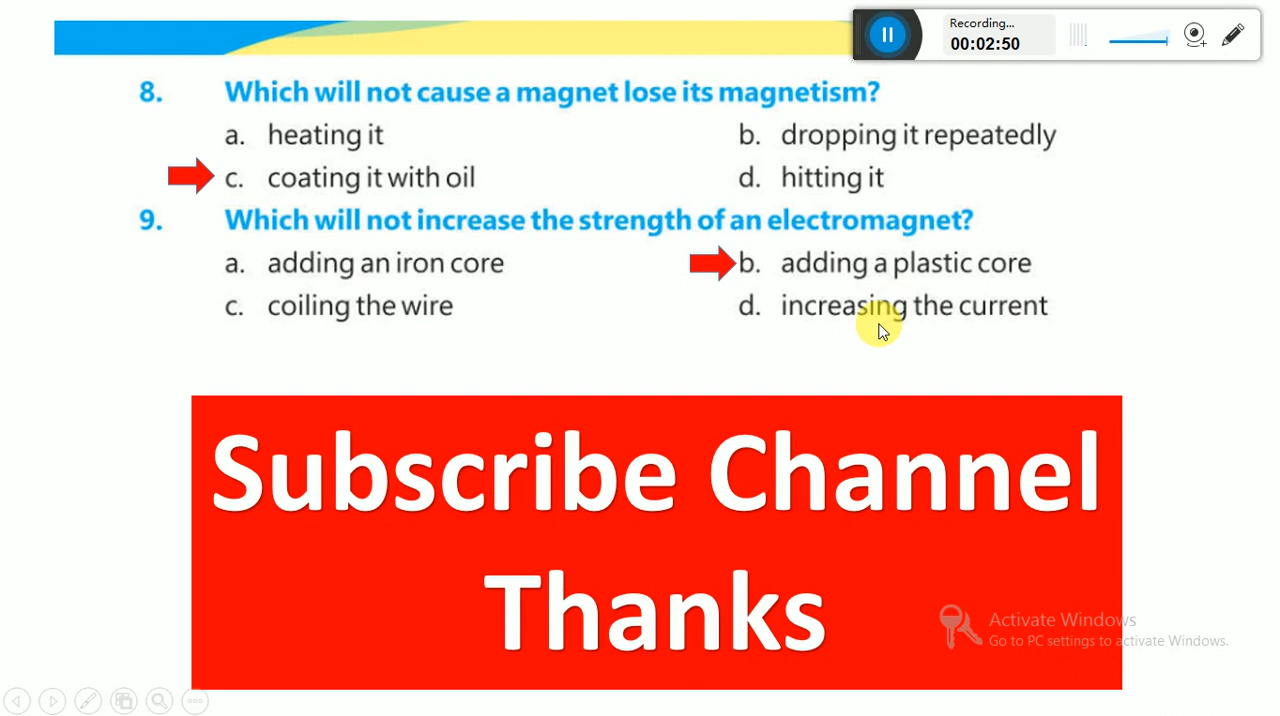 Recording...
00:02:50
8. Which will not cause a magnet lose its magnetism?
a. heating it b. dropping it repeatedly
c. coating it with oil d. hitting it
9. Which will not increase the strength of an electromagnet?
a. adding an iron core b. adding a plastic core
c. coiling the wire d. increasing the current
Subscribe Channel
Thanks
Activate Windows
Go to PC settings to activate Windows.